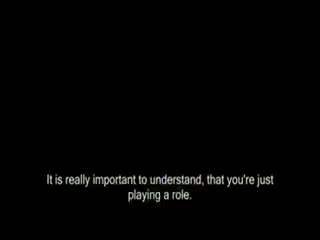 It is really important to understand, that you're just
playing a role.